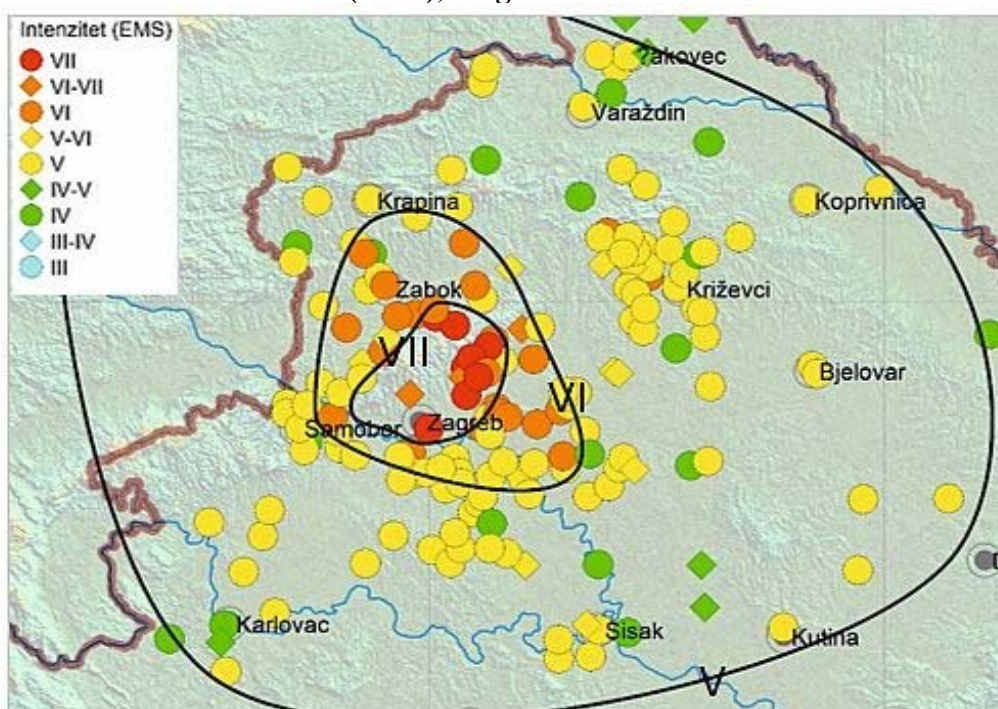 Intenzitet (EMS)
VII
VI-VII
VI
V-VI
V
IV-V
IV
III-IV
III
Varaždin
Krapina
Koprivnica
Zabok
Križevci
VII
Bjelovar
VI
Zagreb
Samobor
Karlovac
Sisak
Kutina
V